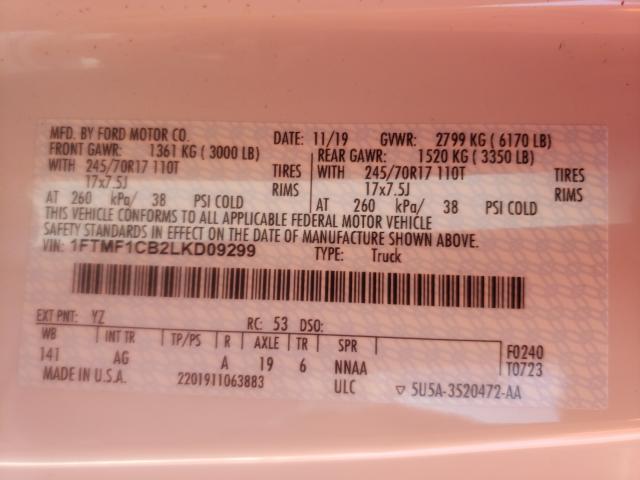 MFD. BY FORD MOTOR CO. DATE: 11/19 GVWR: 2799 KG ( 6170 LB)
FRONT GAWR: 1361 KG ( 3000 LB) REAR GAWR: 1520 KG ( 3350 LB)
WITH 245/70R17 110T TIRES WITH 245/70R17 110T TIRES
17x7.5J RIMS 17x7.5J RIMS
AT 260 kPa/ 38 PSI COLD AT 260 kPa/ 38 PSI COLD
THIS VEHICLE CONFORMS TO ALL APPLICABLE FEDERAL MOTOR VEHICLE
SAFETY STANDARDS IN EFFECT ON THE DATE OF MANUFACTURE SHOWN ABOVE.
VIN: 1FTMF1CB2LKD09299 TYPE: Truck
EXT PNT: YZ RC: 53 DSO:
WB INT TR TP/PS R AXLE TR SPR F0240
141 AG A 19 6 NNAA T0723
MADE IN U.S.A. 2201911063883 ULC ▽ 5U5A-3520472-AA